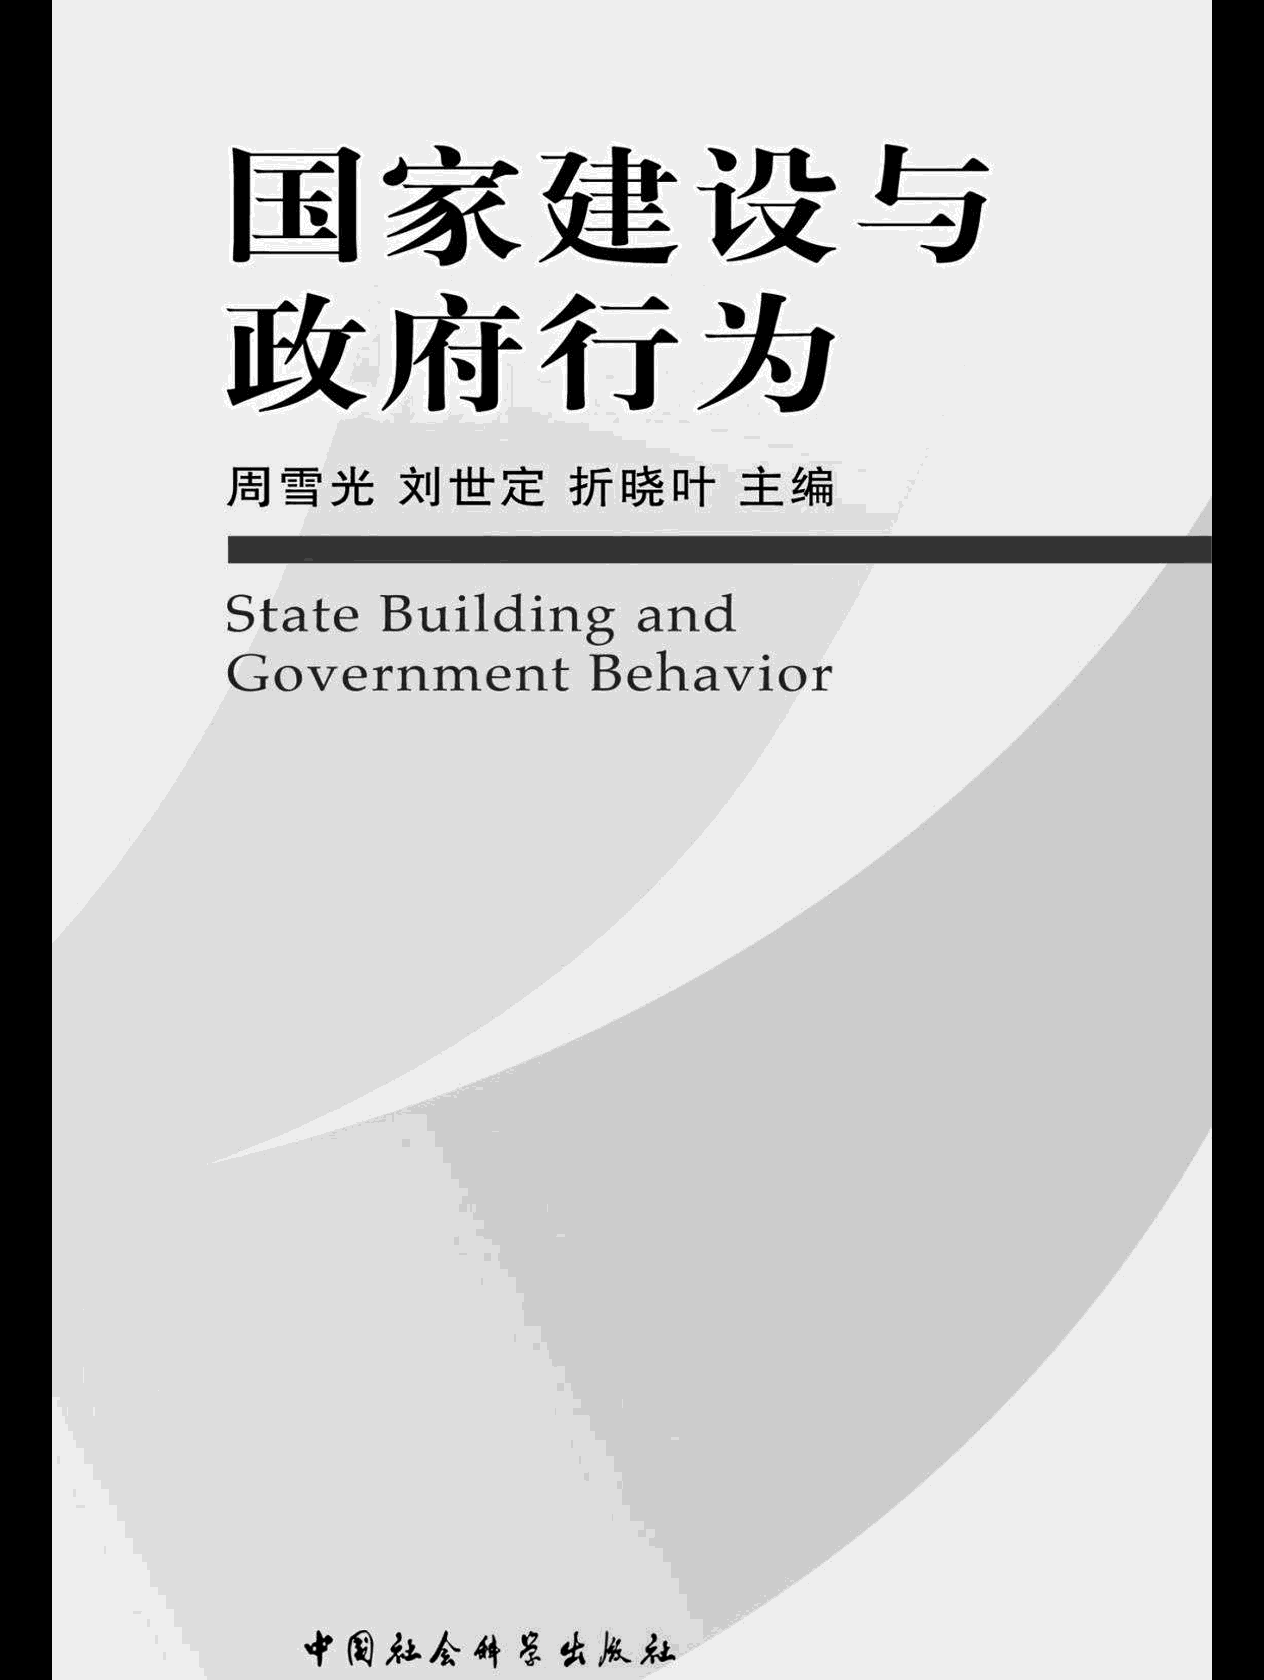 国家建设与
政府行为
周雪光 刘世定 折晓叶 主编
State Building and
Government Behavior
中国社会科学出版社